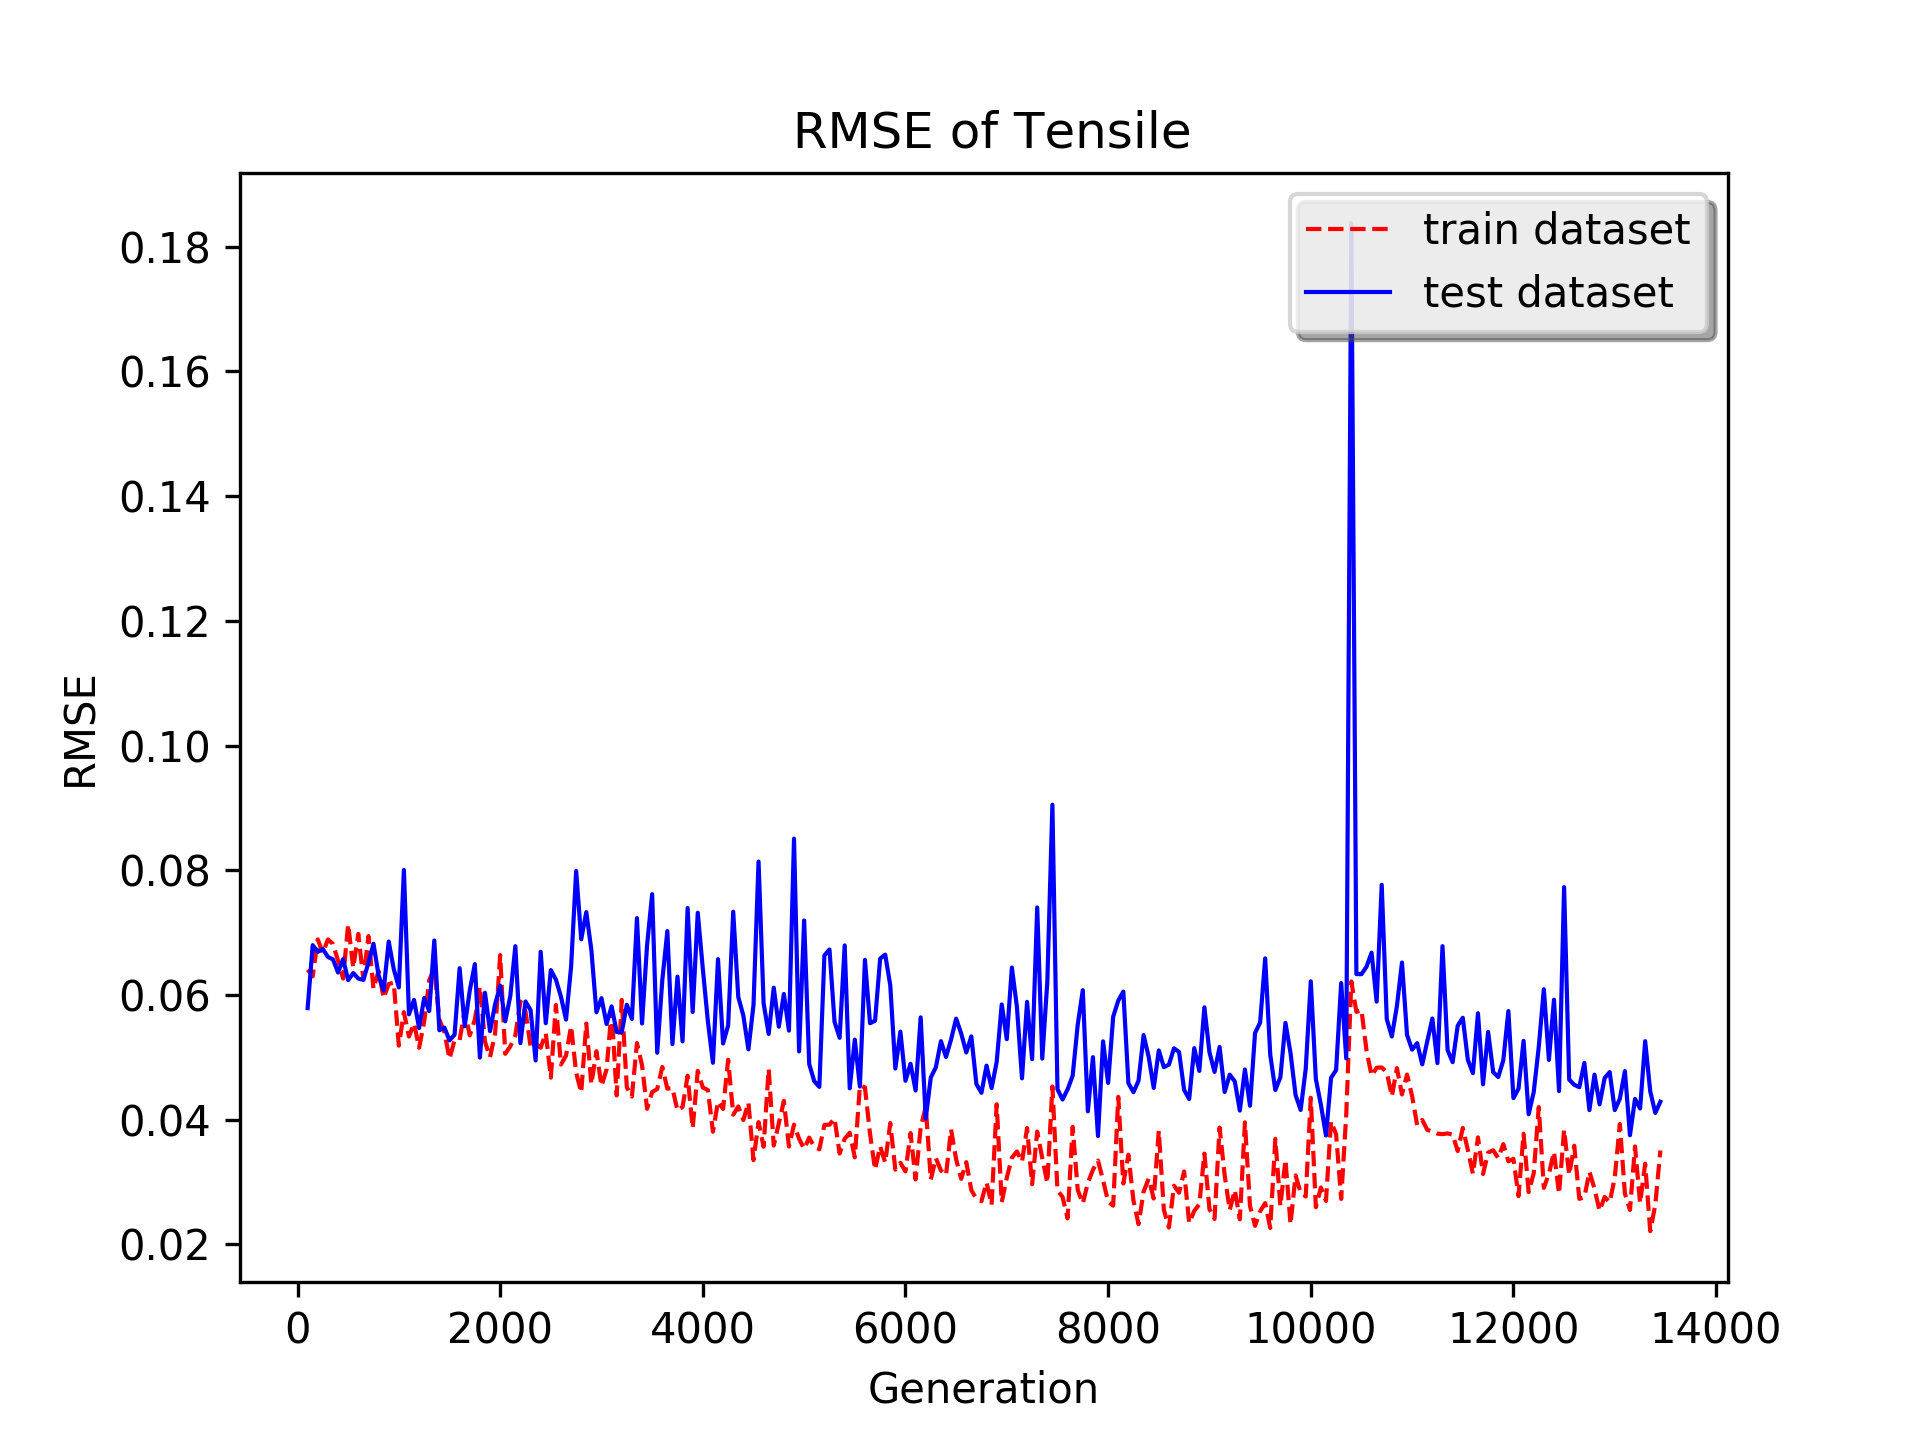 RMSE of Tensile
train dataset
test dataset
0.18
0.16
0.14
0.12
0.10
0.08
0.06
0.04
0.02
RMSE
0 2000 4000 6000 8000 10000 12000 14000
Generation